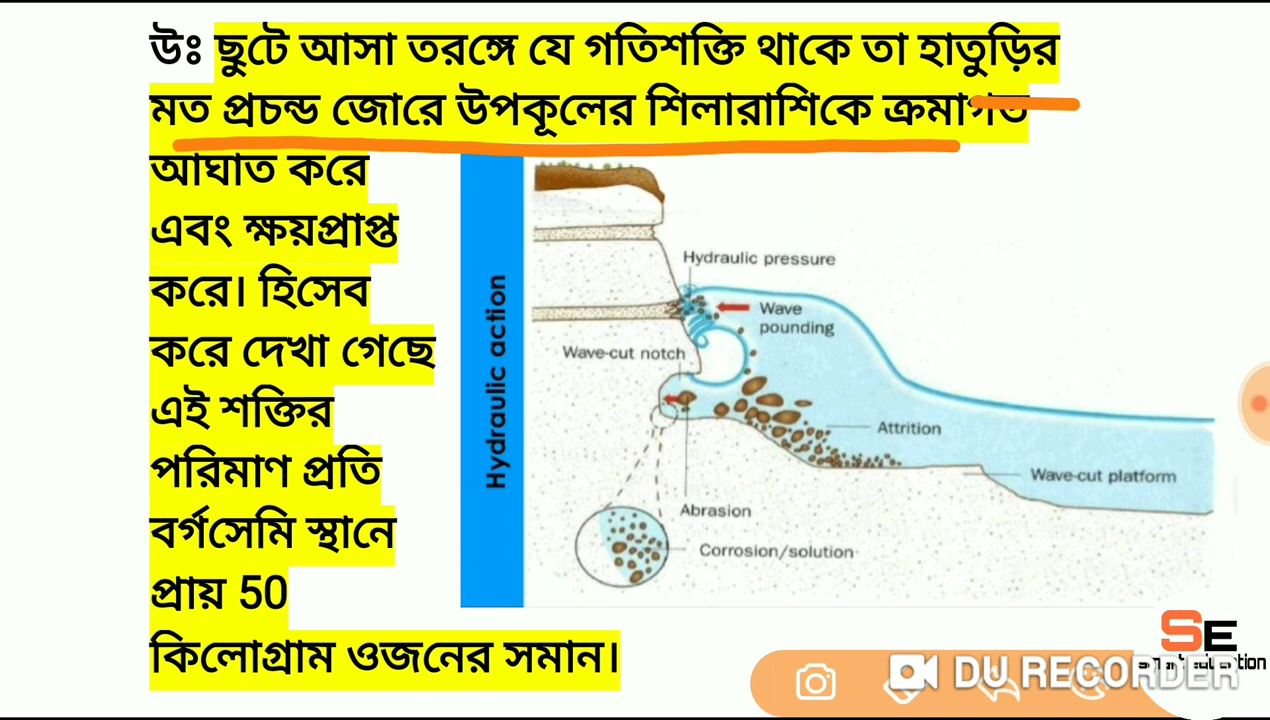 উঃ ছুটে আসা তরঙ্গে যে গতিশক্তি থাকে তা হাতুড়ির
মত প্রচন্ড জোরে উপকূলের শিলারাশিকে ক্রমাগত
আঘাত করে
এবং ক্ষয়প্রাপ্ত
করে। হিসেব
করে দেখা গেছে
এই শক্তির
পরিমাণ প্রতি
বর্গসেমি স্থানে
প্রায় 50
কিলোগ্রাম ওজনের সমান।
Hydraulic action
Hydraulic pressure
Wave
pounding
Wave-cut notch
Attrition
Wave-cut platform
Abrasion
Corrosion/solution
SE
smart education
DU RECORDER